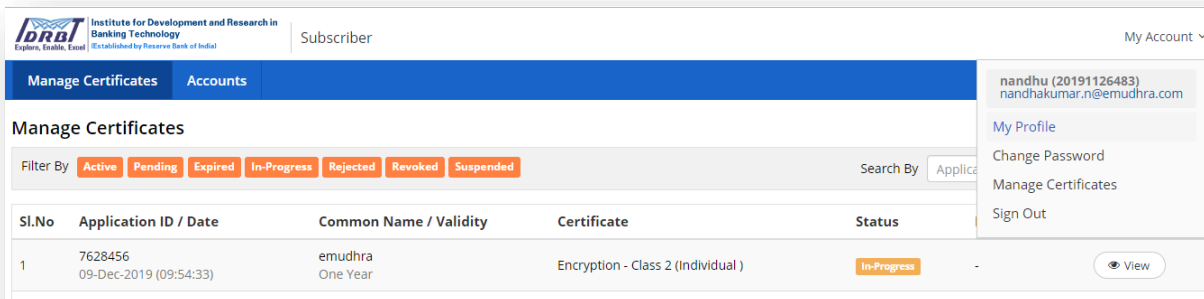 IDRBT
Explore, Enable, Excel
Institute for Development and Research in
Banking Technology
(Established by Reserve Bank of India)
Subscriber
My Account
Manage Certificates Accounts
nandhu (20191126483)
nandhakumar.n@emudhra.com
My Profile
Change Password
Manage Certificates
Sign Out
Manage Certificates
Filter By Active Pending Expired In-Progress Rejected Revoked Suspended Search By Applica
Sl.No Application ID / Date Common Name / Validity Certificate Status
1 7628456 emudhra Encryption - Class 2 (Individual ) In-Progress - View
09-Dec-2019 (09:54:33) One Year